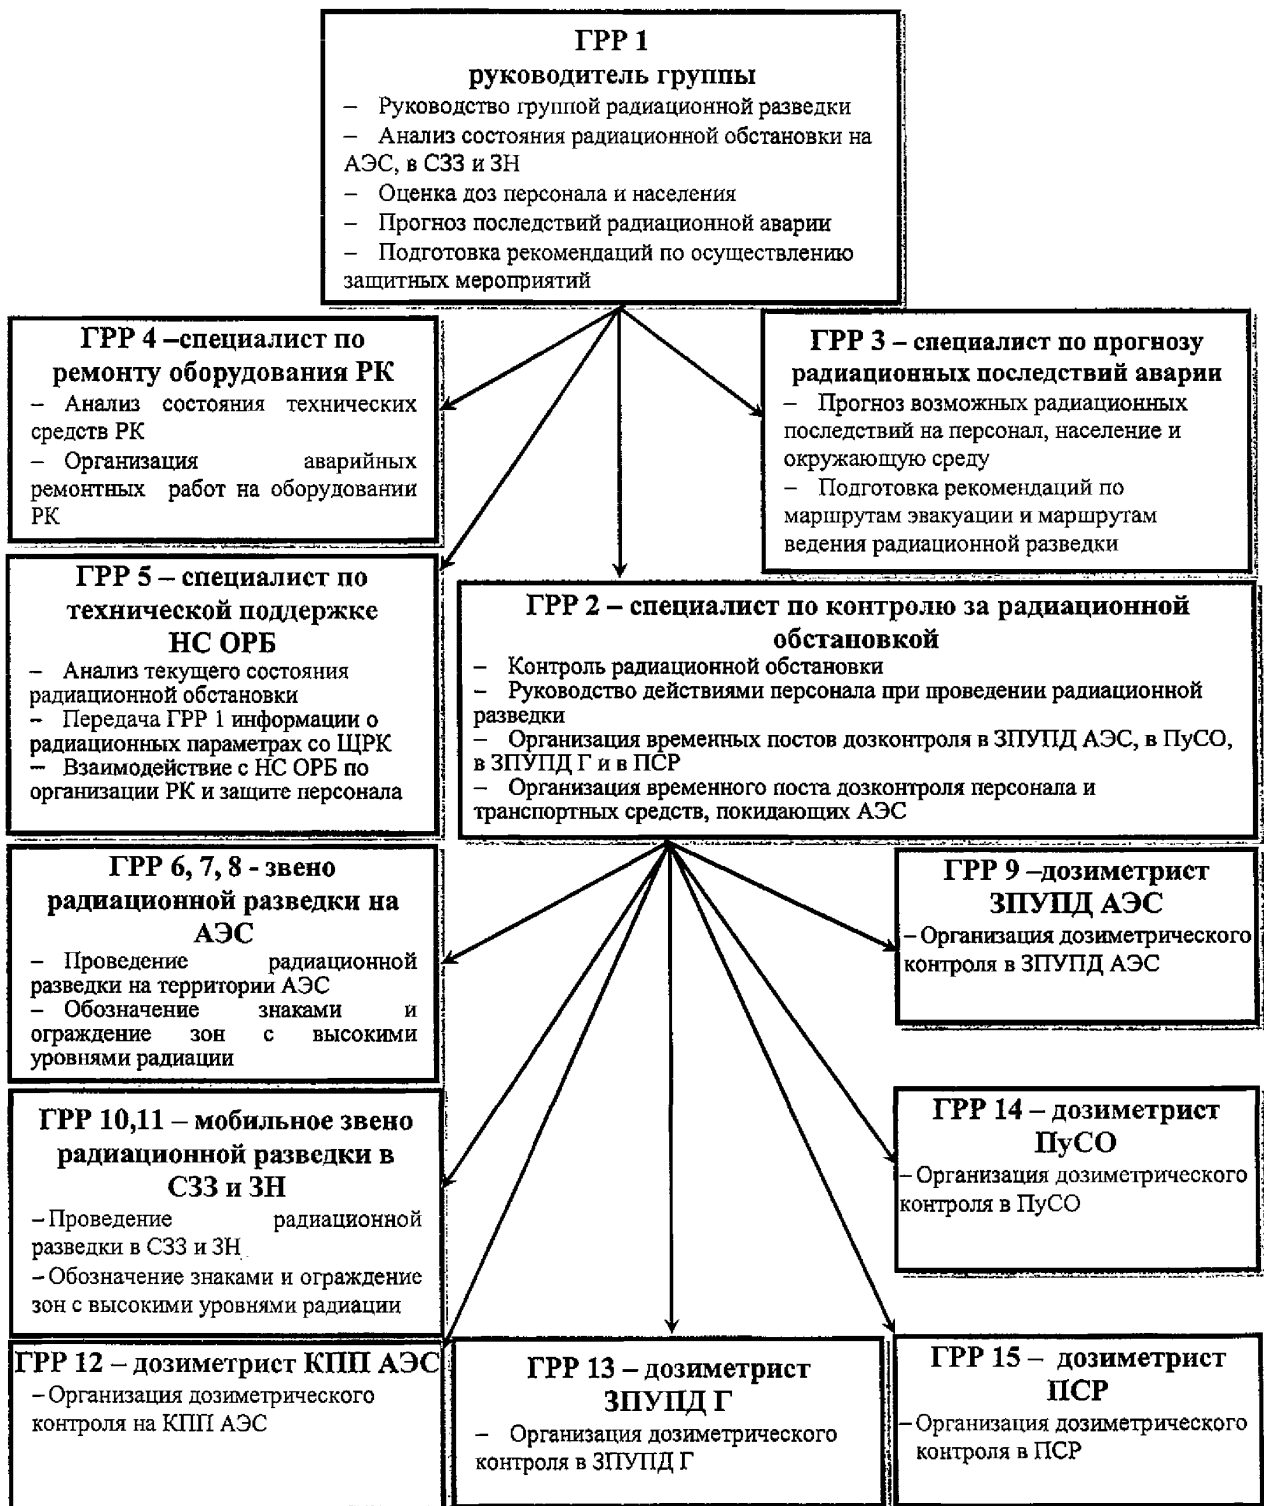 ГРР 1
руководитель группы
– Руководство группой радиационной разведки
– Анализ состояния радиационной обстановки на
АЭС, в СЗЗ и ЗН
– Оценка доз персонала и населения
– Прогноз последствий радиационной аварии
– Подготовка рекомендаций по осуществлению
защитных мероприятий
ГРР 4 –специалист по
ремонту оборудования РК
– Анализ состояния технических
средств РК
– Организация аварийных
ремонтных работ на оборудовании
РК
ГРР 3 – специалист по прогнозу
радиационных последствий аварии
– Прогноз возможных радиационных
последствий на персонал, население и
окружающую среду
– Подготовка рекомендаций по
маршрутам эвакуации и маршрутам
ведения радиационной разведки
ГРР 5 – специалист по
технической поддержке
НС ОРБ
– Анализ текущего состояния
радиационной обстановки
– Передача ГРР 1 информации о
радиационных параметрах со ЩРК
– Взаимодействие с НС ОРБ по
организации РК и защите персонала
ГРР 2 – специалист по контролю за радиационной
обстановкой
– Контроль радиационной обстановки
– Руководство действиями персонала при проведении радиационной
разведки
– Организация временных постов дозконтроля в ЗПУПД АЭС, в ПуСО,
в ЗПУПД Г и в ПСР
– Организация временного поста дозконтроля персонала и
транспортных средств, покидающих АЭС
ГРР 6, 7, 8 - звено
радиационной разведки на
АЭС
– Проведение радиационной
разведки на территории АЭС
– Обозначение знаками и
ограждение зон с высокими
уровнями радиации
ГРР 9 –дозиметрист
ЗПУПД АЭС
– Организация дозиметрического
контроля в ЗПУПД АЭС
ГРР 10,11 – мобильное звено
радиационной разведки в
СЗЗ и ЗН
– Проведение радиационной
разведки в СЗЗ и ЗН
– Обозначение знаками и ограждение
зон с высокими уровнями радиации
ГРР 14 – дозиметрист
ПуСО
– Организация дозиметрического
контроля в ПуСО
ГРР 12 – дозиметрист КПП АЭС
– Организация дозиметрического
контроля на КПП АЭС
ГРР 13 – дозиметрист
ЗПУПД Г
– Организация дозиметрического
контроля в ЗПУПД Г
ГРР 15 – дозиметрист
ПСР
– Организация дозиметрического
контроля в ПСР